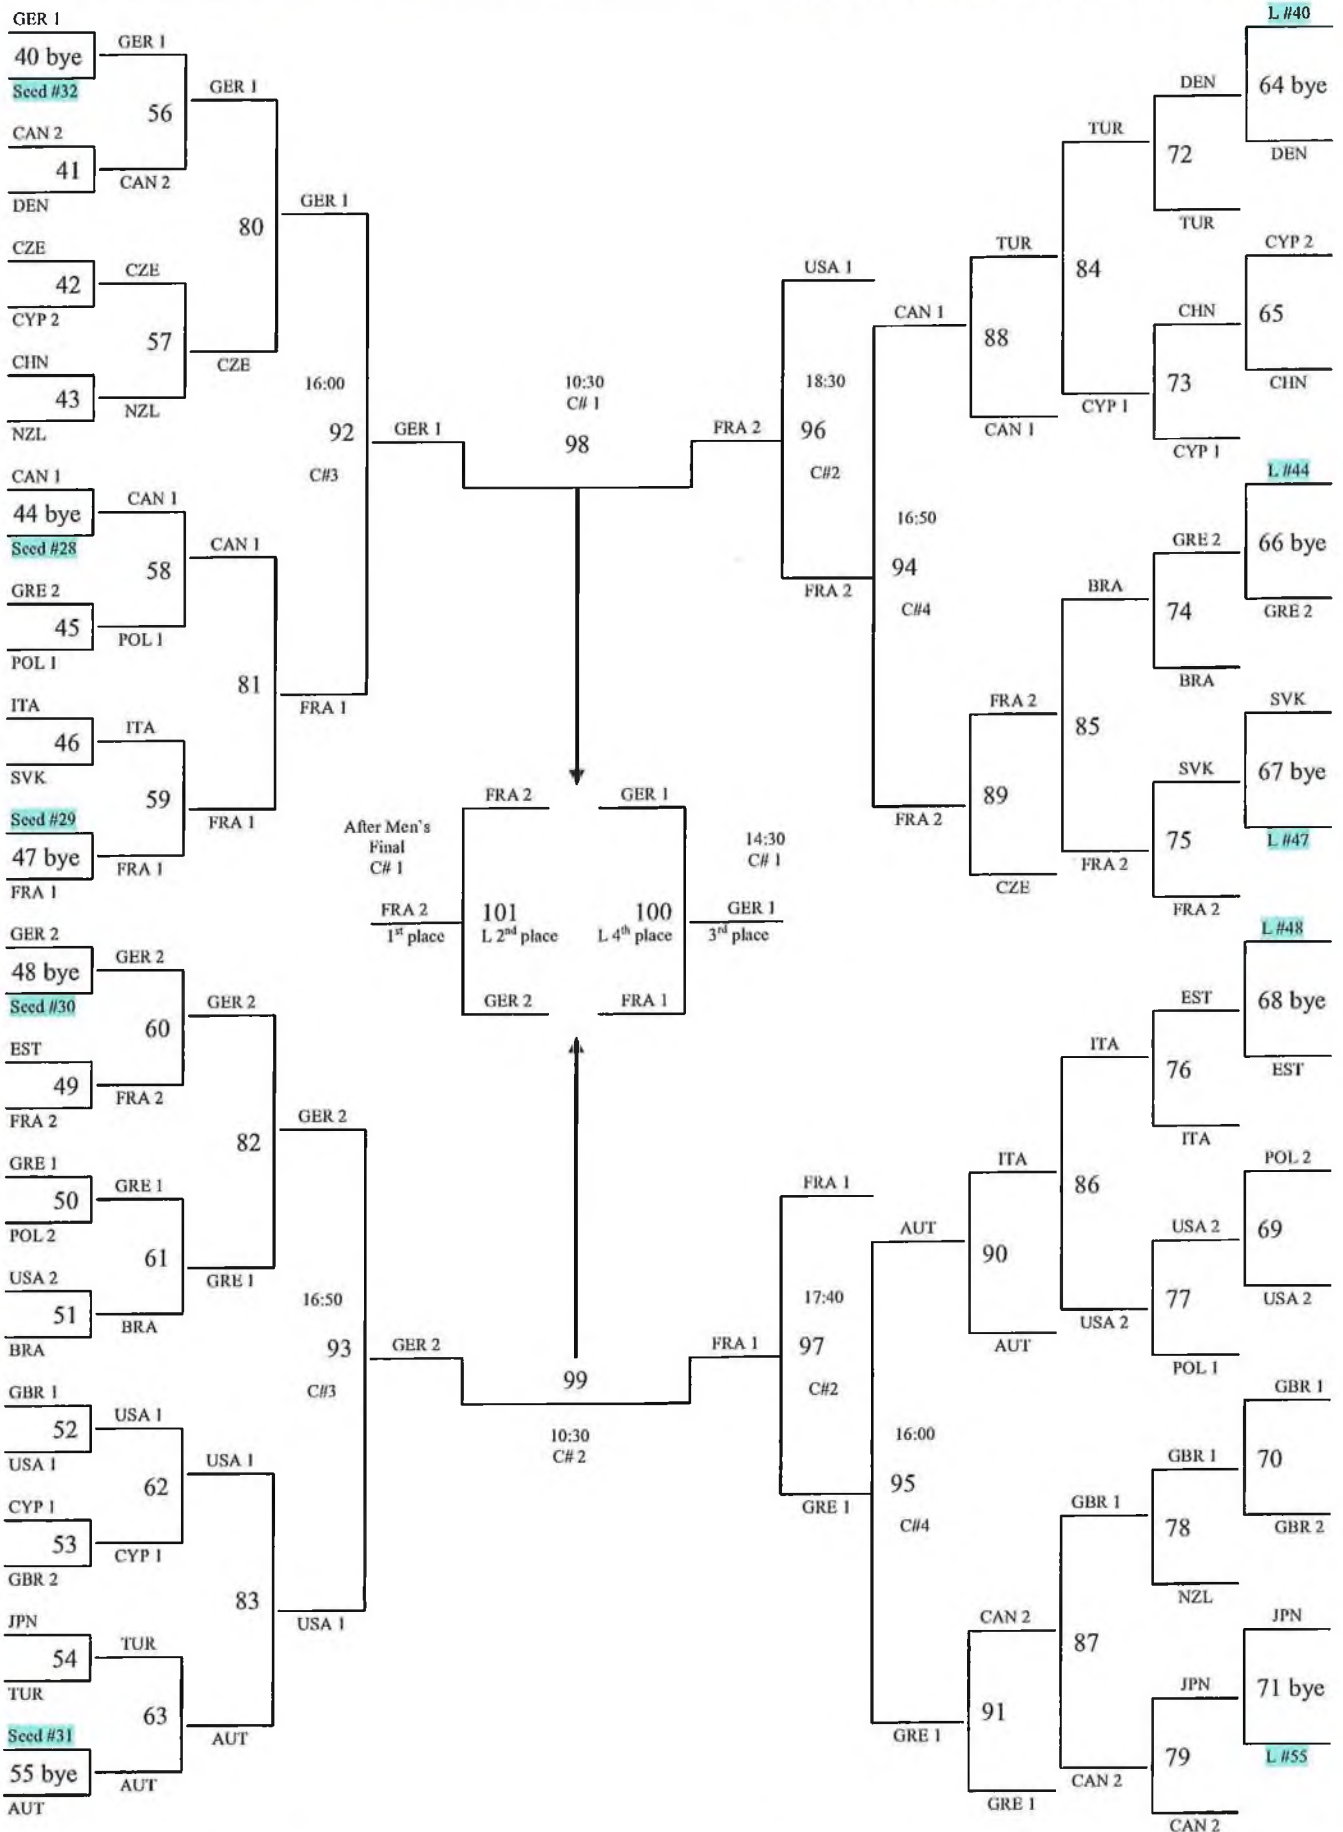 GER 1
40 bye
Seed #32
CAN 2
41
DEN
CZE
42
CYP 2
CHN
43
NZL
CAN 1
44 bye
Seed #28
GRE 2
45
POL 1
ITA
46
SVK
Seed #29
47 bye
FRA 1
GER 2
48 bye
Seed #30
EST
49
FRA 2
GRE 1
50
POL 2
USA 2
51
BRA
GBR 1
52
USA 1
CYP 1
53
GBR 2
JPN
54
TUR
Seed #31
55 bye
AUT
GER 1
56
CAN 2
CZE
57
NZL
CAN 1
58
POL 1
ITA
59
FRA 1
GER 2
60
FRA 2
GRE 1
61
BRA
USA 1
62
CYP 1
TUR
63
AUT
GER 1
80
CZE
CAN 1
81
FRA 1
GER 2
82
GRE 1
USA 1
83
AUT
GER 1
16:00
92
C#3
FRA 1
GER 2
16:50
93
C#3
USA 1
GER 1
10:30
C# 1
98
FRA 2
After Men's
Final
C# 1
FRA 2
1st place
FRA 2
101
L 2nd place
GER 2
GER 1
100
L 4th place
FRA 1
14:30
C# 1
GER 1
3rd place
GER 2
99
10:30
C# 2
FRA 1
USA 1
18:30
96
C#2
FRA 2
FRA 1
17:40
97
C#2
GRE 1
CAN 1
16:50
94
C#4
FRA 2
AUT
16:00
95
C#4
GRE 1
TUR
88
CAN 1
FRA 2
89
CZE
ITA
90
AUT
CAN 2
91
GRE 1
TUR
84
CYP 1
BRA
85
FRA 2
ITA
86
USA 2
GBR 1
87
CAN 2
DEN
72
TUR
CHN
73
CYP 1
GRE 2
74
BRA
SVK
75
FRA 2
EST
76
ITA
USA 2
77
POL 1
GBR 1
78
NZL
JPN
79
CAN 2
L #40
64 bye
DEN
CYP 2
65
CHN
L #44
66 bye
GRE 2
SVK
67 bye
L #47
L #48
68 bye
EST
POL 2
69
USA 2
GBR 1
70
GBR 2
JPN
71 bye
L #55